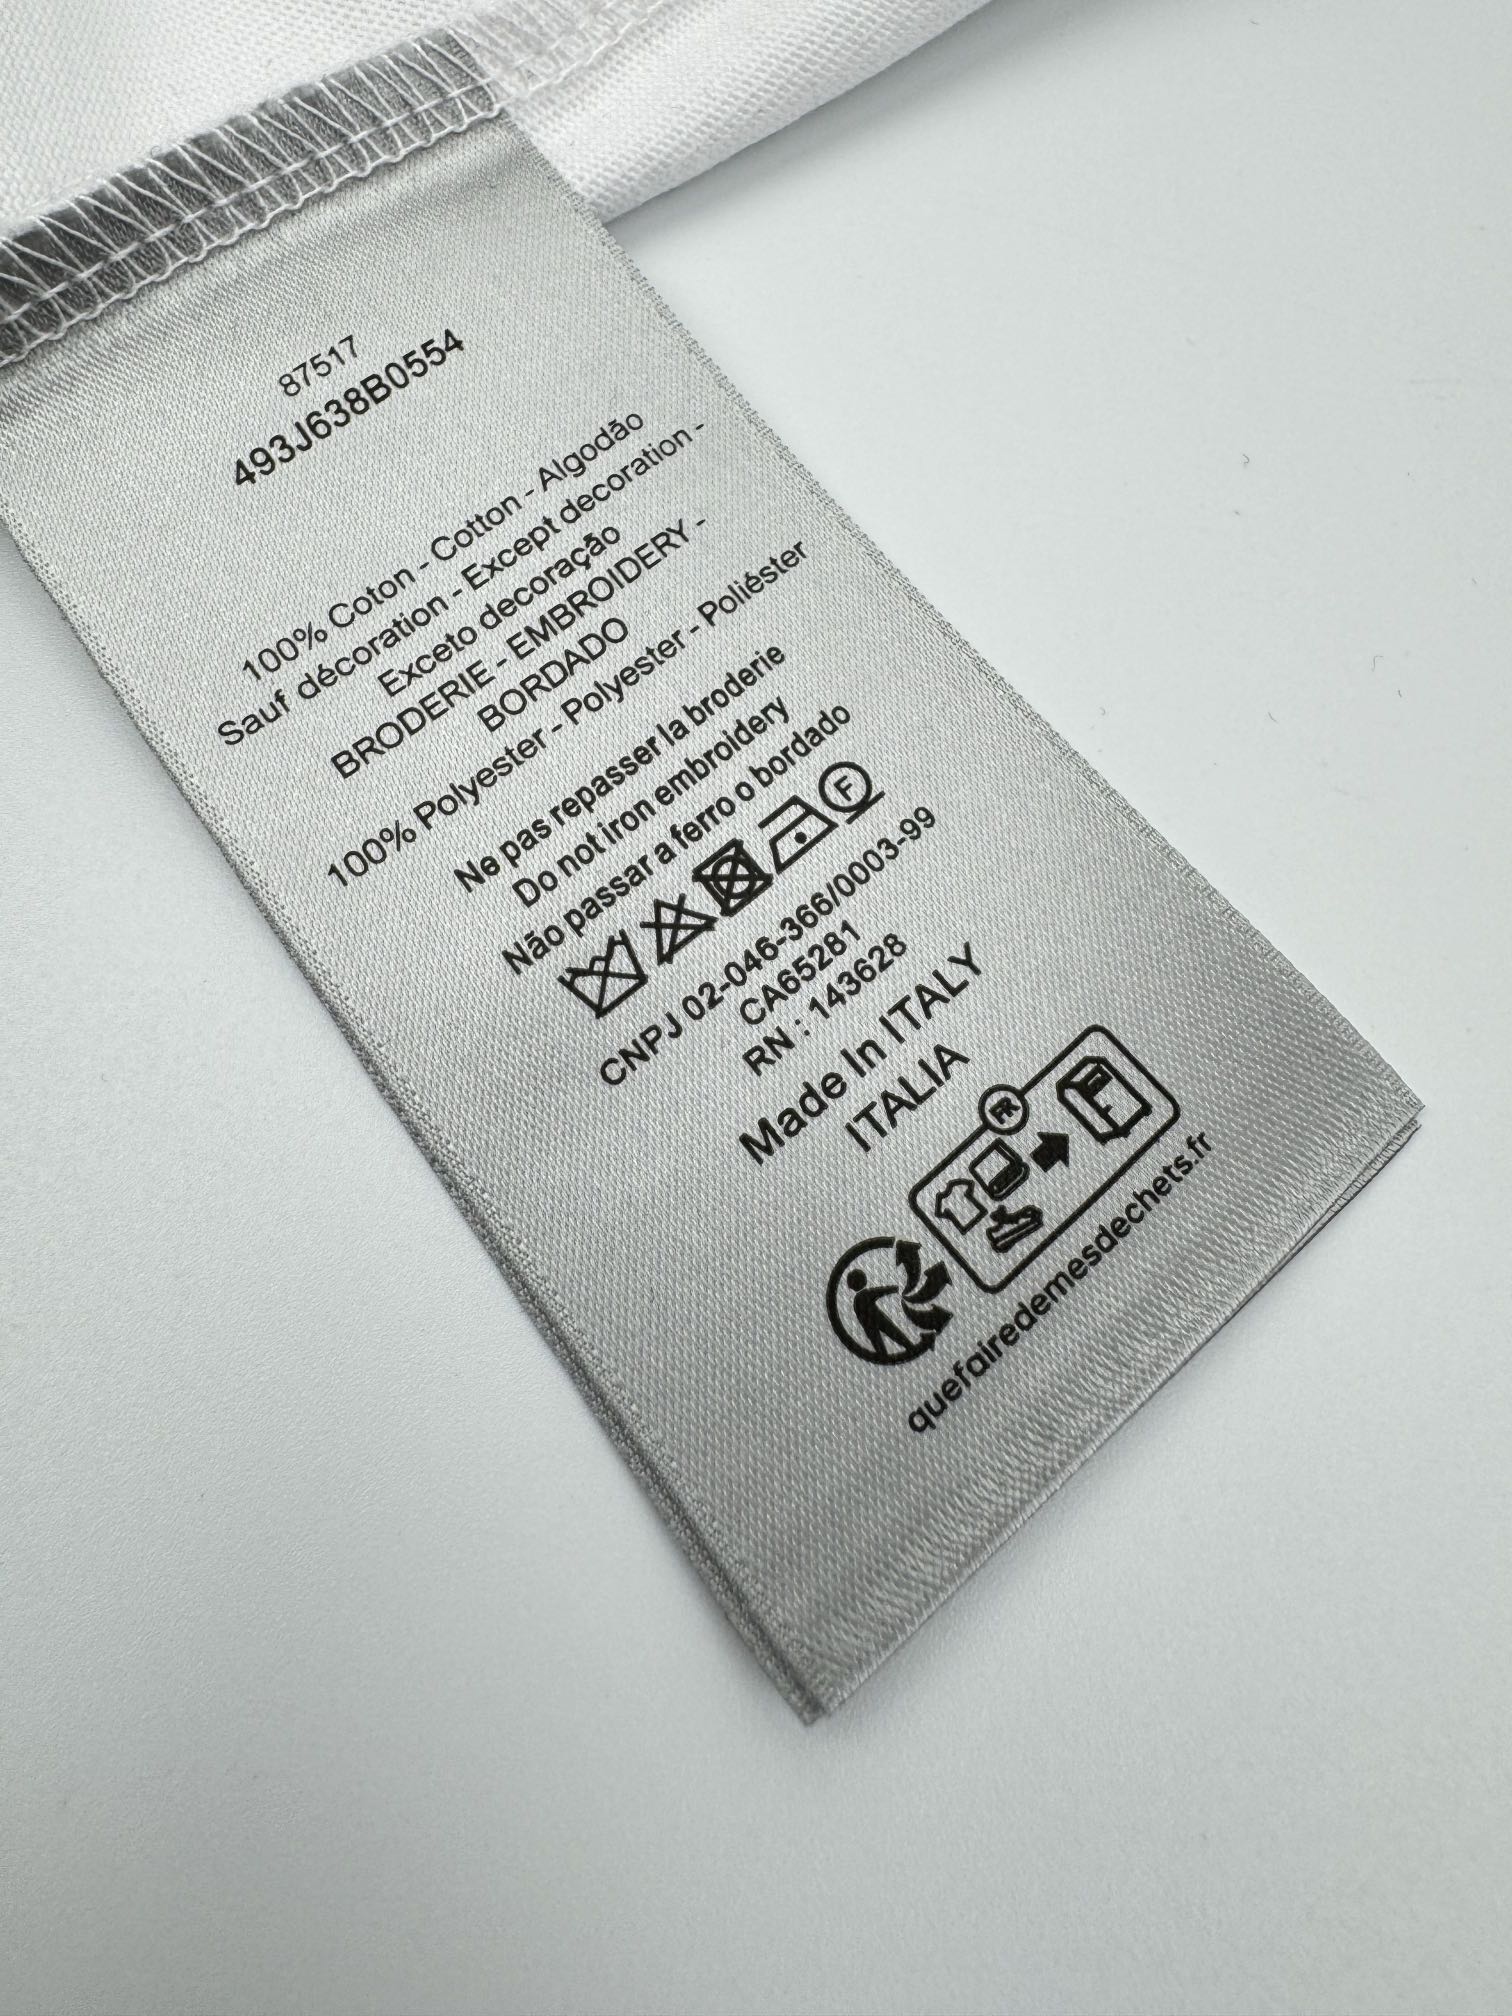 87517
493J638B0554
100% Coton - Cotton - Algodão
Sauf décoration - Except decoration -
Exceto decoração
BRODERIE - EMBROIDERY -
BORDADO
100% Polyester - Polyester - Poliéster
Ne pas repasser la broderie
Do not iron embroidery
Não passar a ferro o bordado
F
CNPJ 02-046-366/0003-99
CA65281
RN : 143628
Made In ITALY
ITALIA
FR
quefairedemesdechets.fr